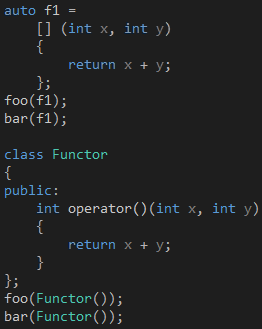 auto f1 =
    [] (int x, int y)
    {
        return x + y;
    };
foo(f1);
bar(f1);

class Functor
{
public:
    int operator()(int x, int y)
    {
        return x + y;
    }
};
foo(Functor());
bar(Functor());